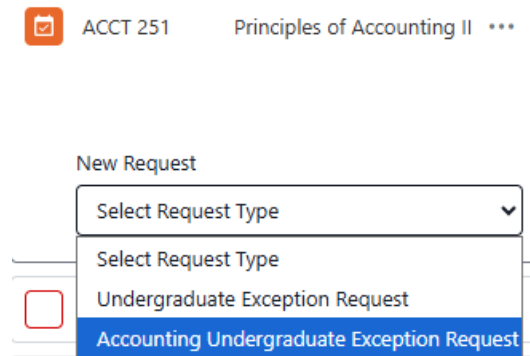 ACCT 251 Principles of Accounting II
New Request
Select Request Type
Select Request Type
Undergraduate Exception Request
Accounting Undergraduate Exception Request